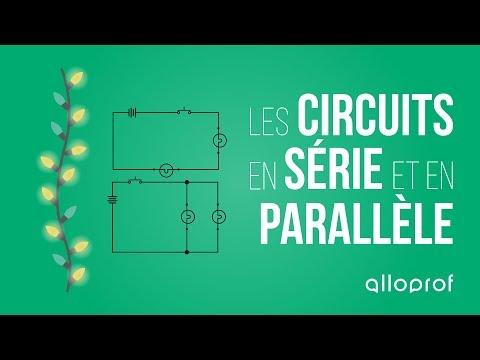 LES CIRCUITS
EN SÉRIE ET EN
PARALLÈLE
alloprof